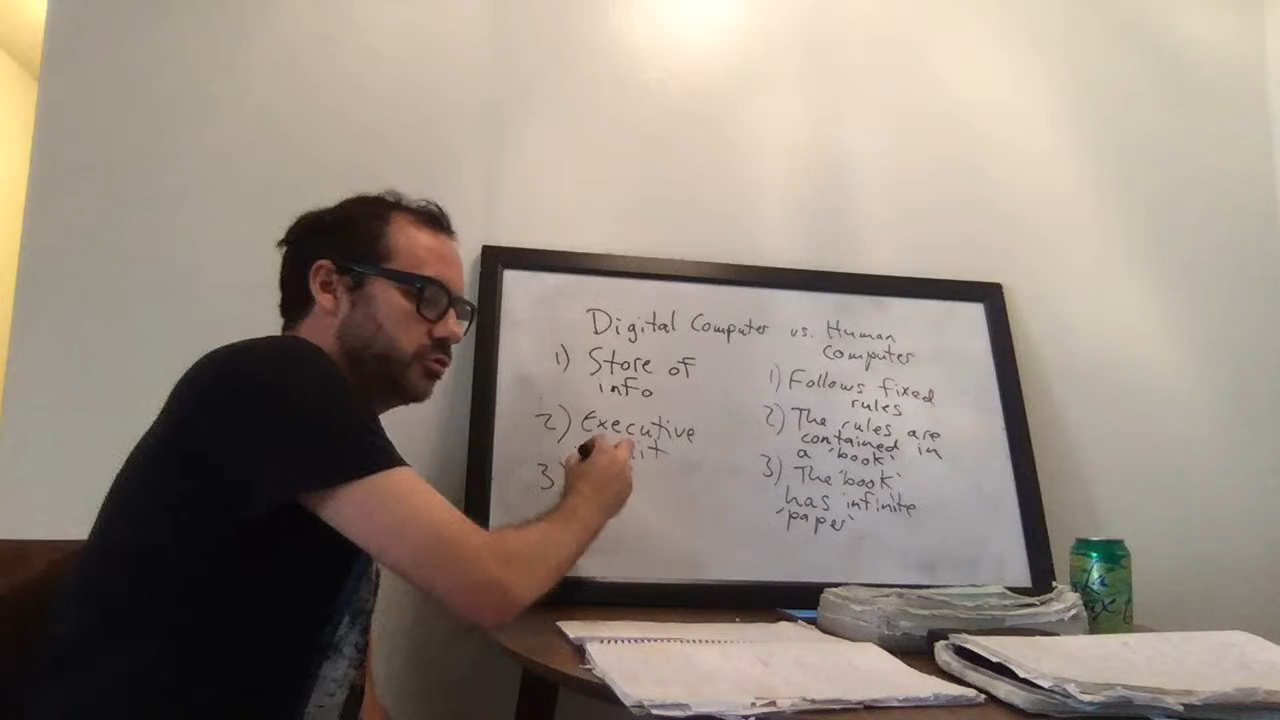 Digital Computer vs. Human
Computer
1) Store of
info
2) Executive
3)
1) Follows fixed
rules
2) The rules are
contained in
a 'book'
3) The 'book'
has infinite
'paper'
La